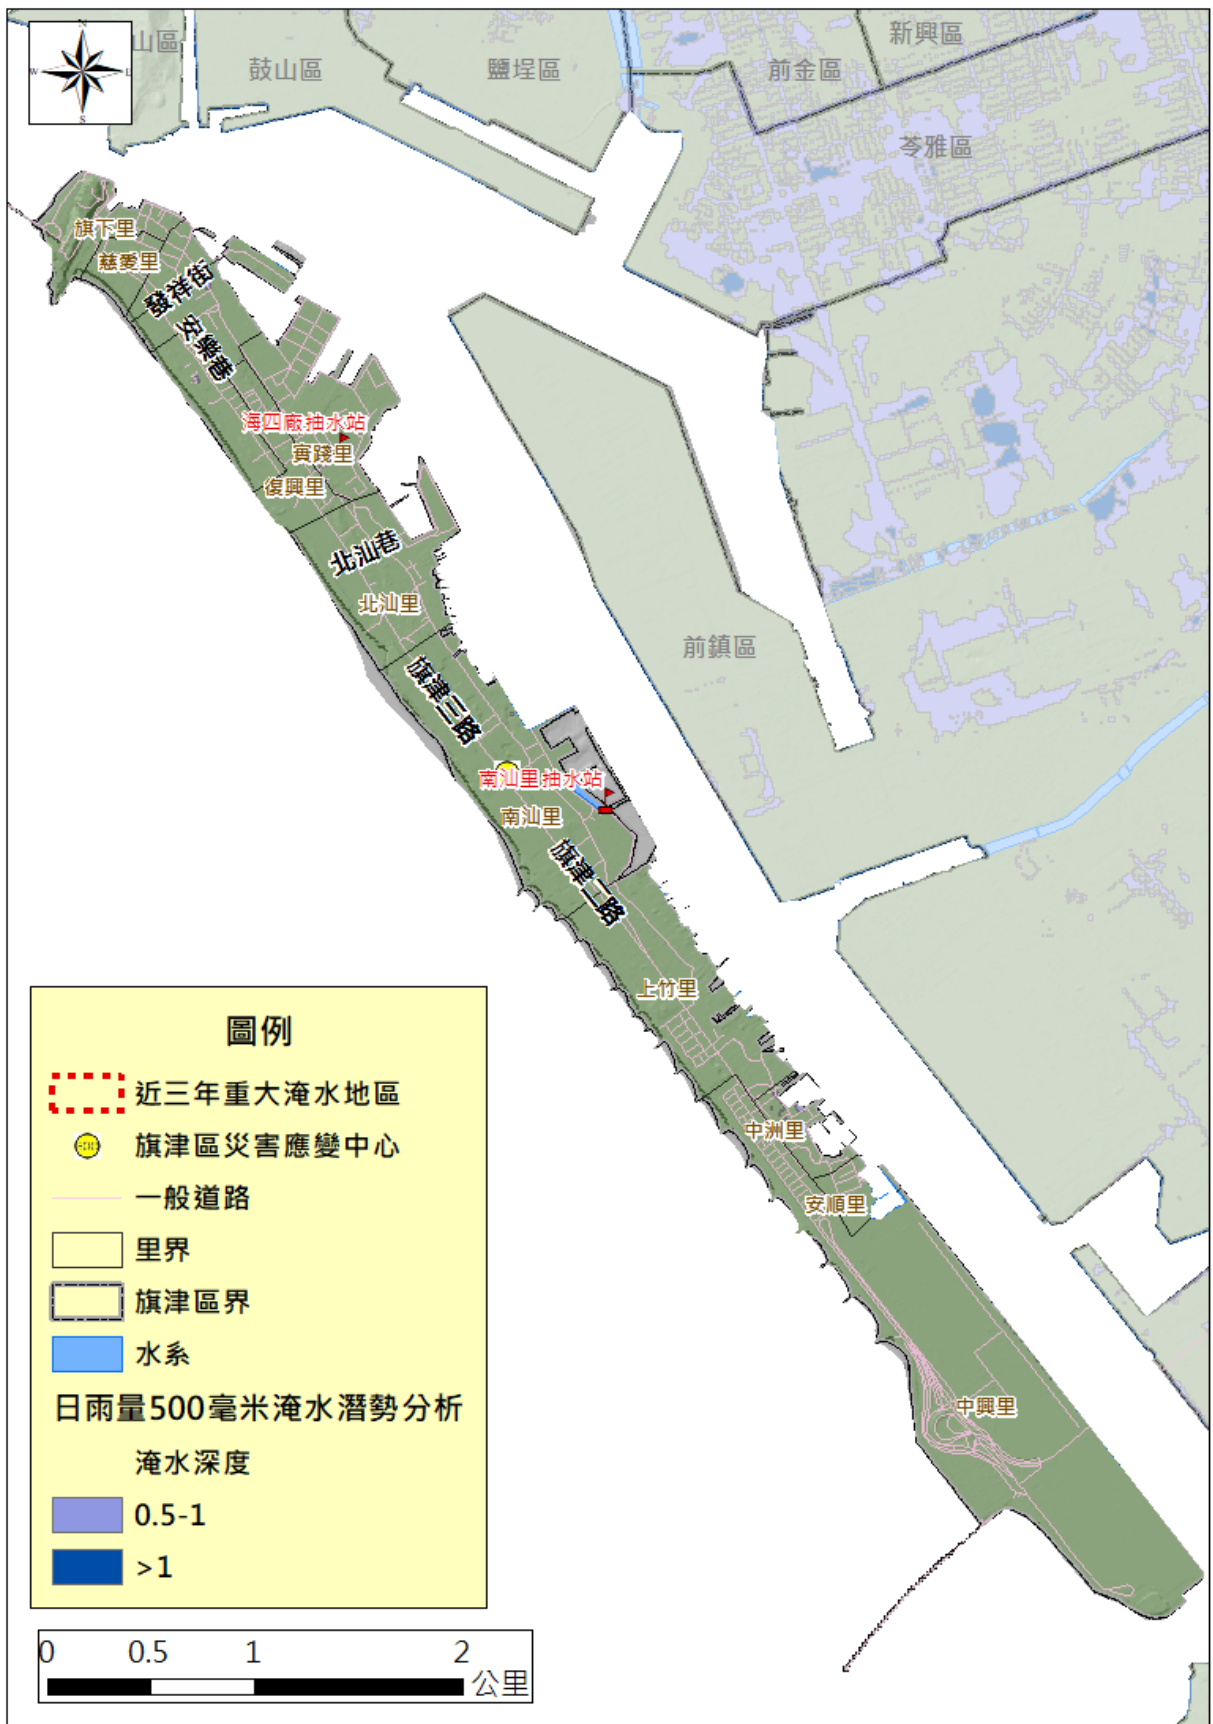 N
W
E
S
山區
鼓山區
鹽埕區
前金區
新興區
苓雅區
旗下里
慈愛里
發祥街
安樂巷
海四廠抽水站
實踐里
復興里
北汕巷
北汕里
前鎮區
旗津三路
南汕里抽水站
南汕里
旗津二路
上竹里
中洲里
安順里
中興里
圖例
近三年重大淹水地區
旗津區災害應變中心
一般道路
里界
旗津區界
水系
日雨量500毫米淹水潛勢分析
淹水深度
0.5-1
>1
0 0.5 1 2
公里